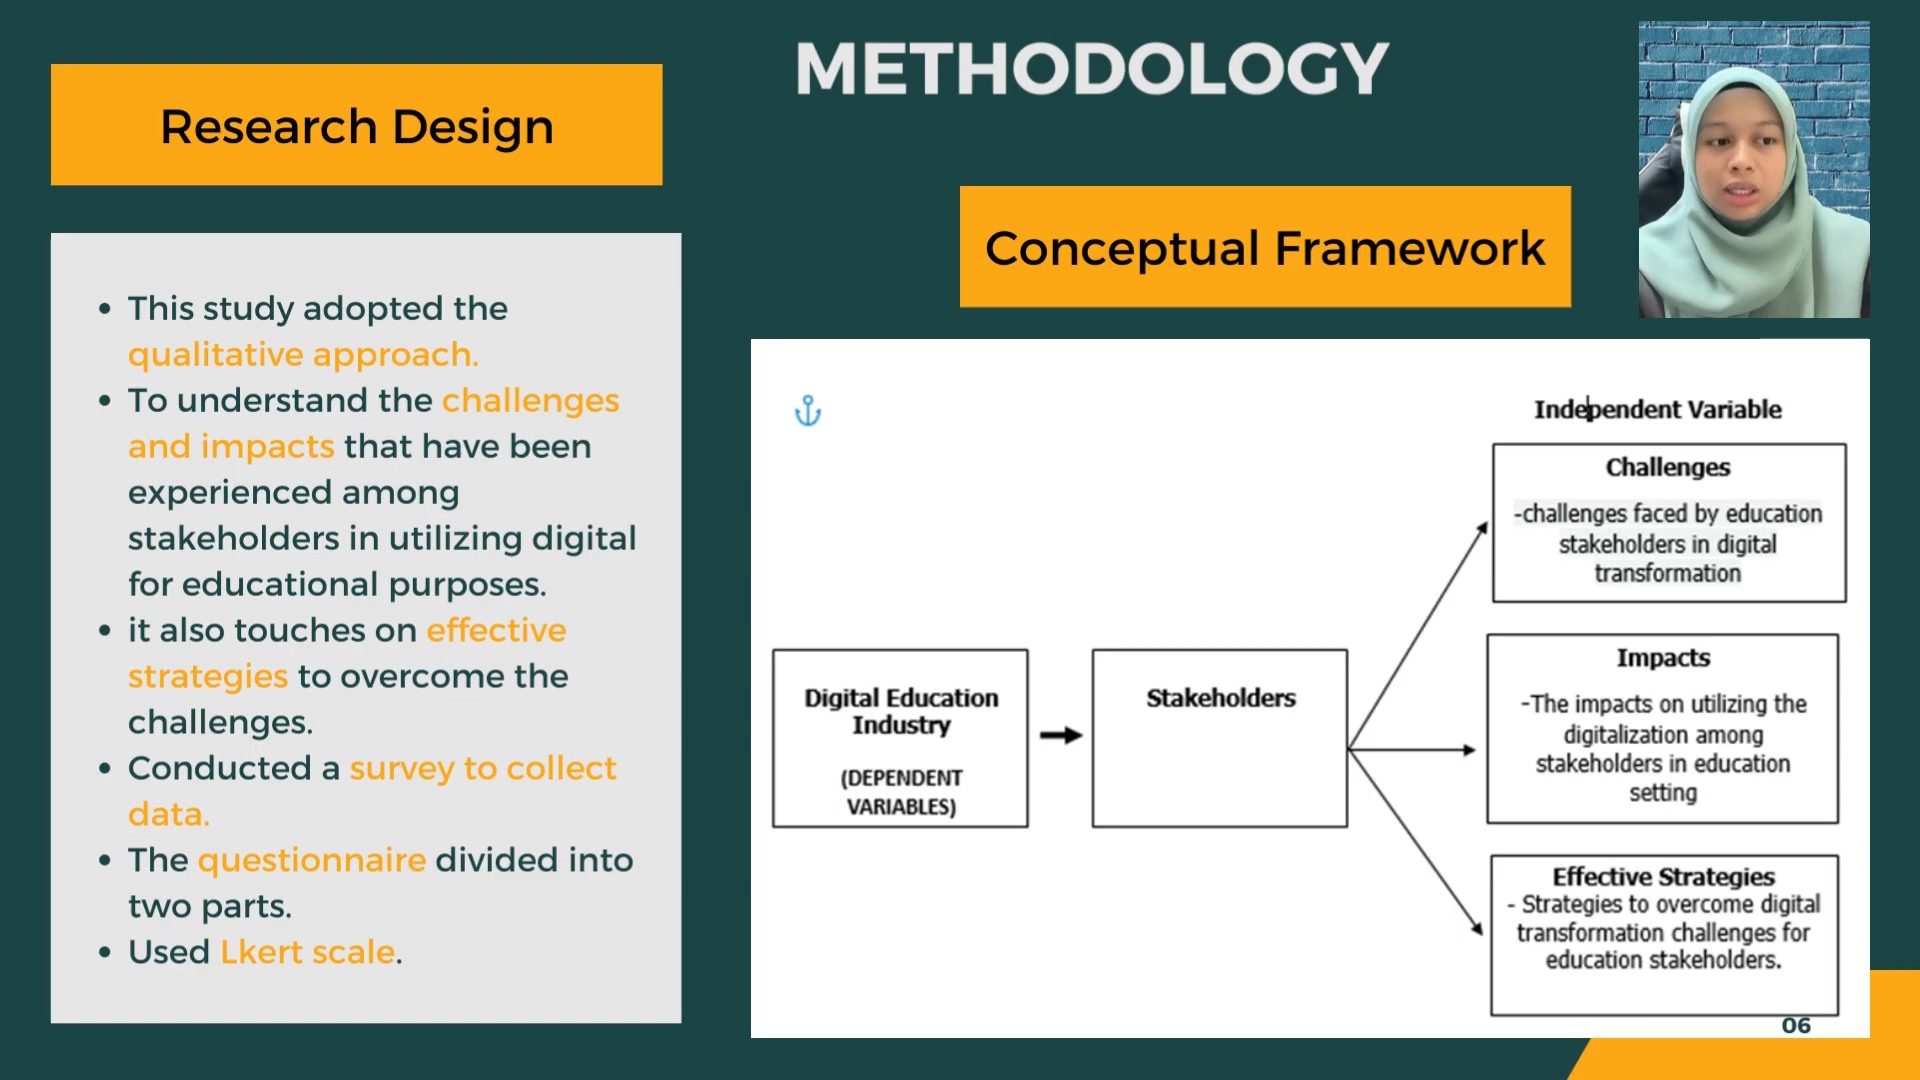 METHODOLOGY
Research Design
This study adopted the
qualitative approach.
To understand the challenges
and impacts that have been
experienced among
stakeholders in utilizing digital
for educational purposes.
it also touches on effective
strategies to overcome the
challenges.
Conducted a survey to collect
data.
The questionnaire divided into
two parts.
Used Lkert scale.
Conceptual Framework
Digital Education
Industry
(DEPENDENT
VARIABLES)
Stakeholders
Independent Variable
Challenges
-challenges faced by education
stakeholders in digital
transformation
Impacts
-The impacts on utilizing the
digitalization among
stakeholders in education
setting
Effective Strategies
- Strategies to overcome digital
transformation challenges for
education stakeholders.
06